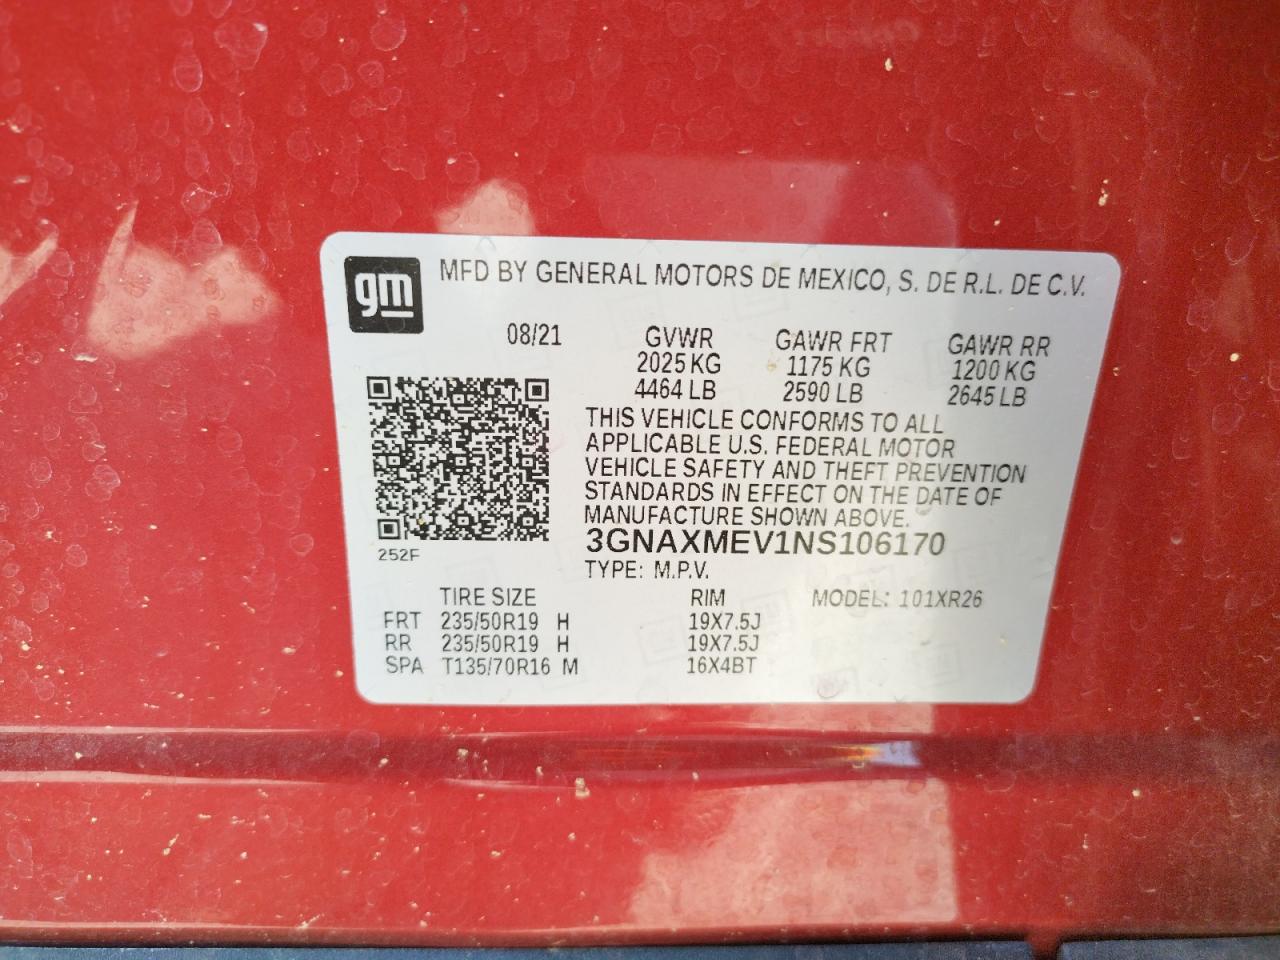 gm MFD BY GENERAL MOTORS DE MEXICO, S. DE R.L. DE C.V.
08/21 GVWR GAWR FRT GAWR RR
2025 KG 1175 KG 1200 KG
4464 LB 2590 LB 2645 LB
THIS VEHICLE CONFORMS TO ALL
APPLICABLE U.S. FEDERAL MOTOR
VEHICLE SAFETY AND THEFT PREVENTION
STANDARDS IN EFFECT ON THE DATE OF
MANUFACTURE SHOWN ABOVE.
3GNAXMEV1NS106170
252F
TYPE: M.P.V.
TIRE SIZE RIM MODEL: 101XR26
FRT 235/50R19 H 19X7.5J
RR 235/50R19 H 19X7.5J
SPA T135/70R16 M 16X4BT